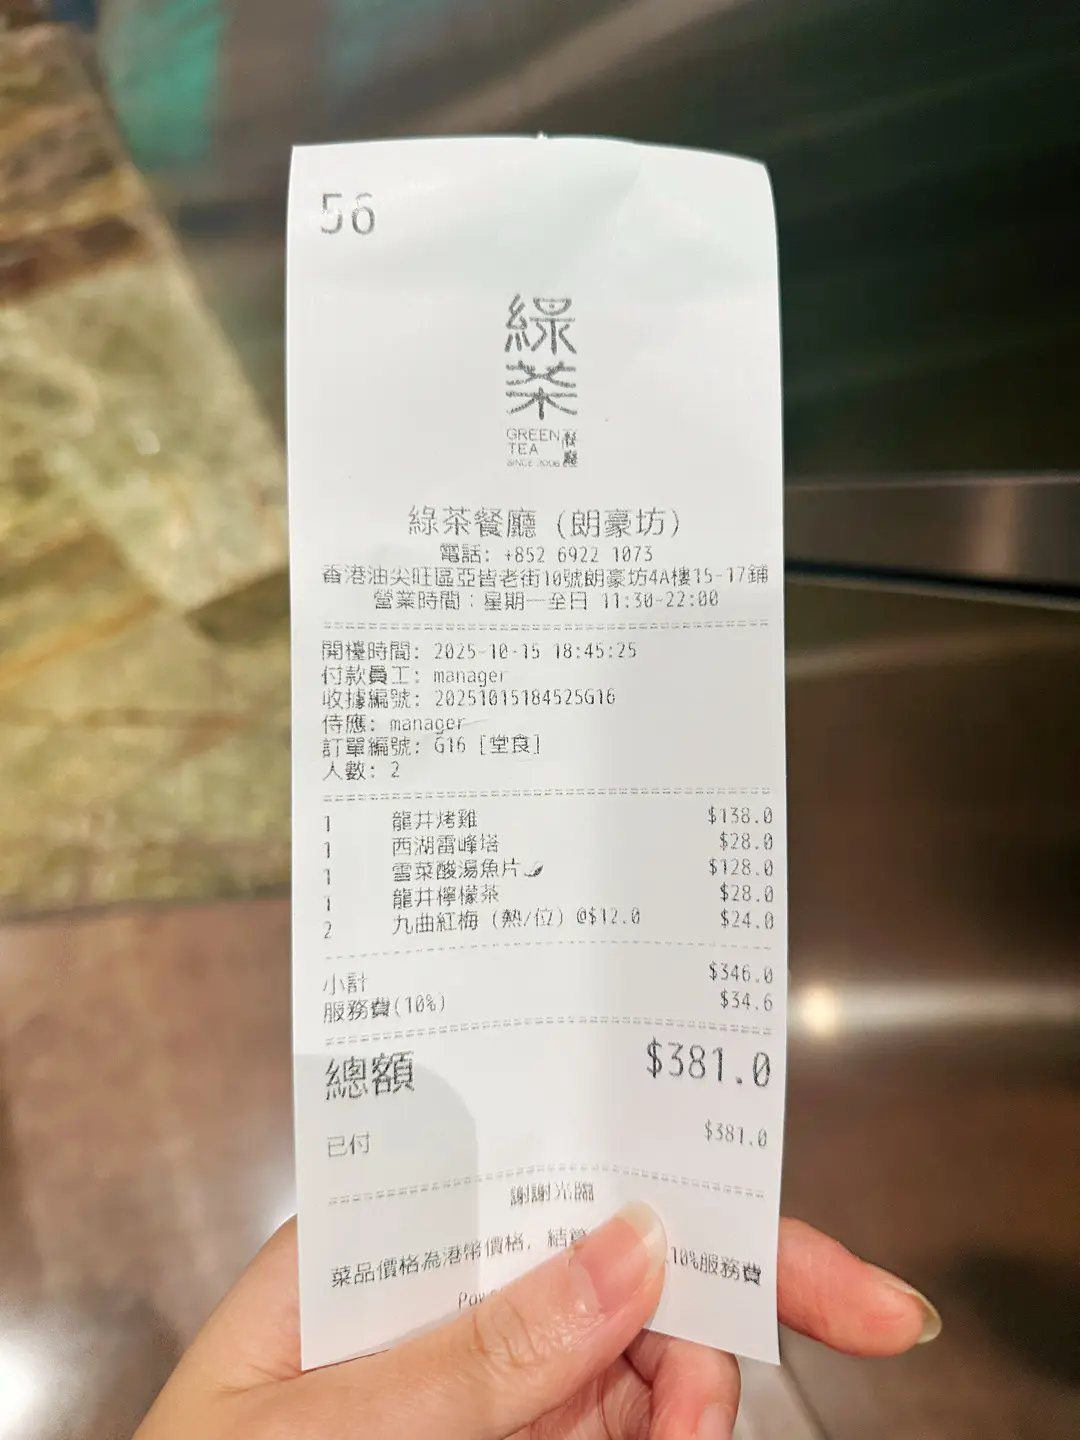 56
綠
茶
GREEN 餐
TEA 廳
SINCE 2008
綠茶餐廳 (朗豪坊)
電話: +852 6922 1073
香港油尖旺區亞皆老街10號朗豪坊4A樓15-17鋪
營業時間：星期一至日 11:30-22:00
開檯時間: 2025-10-15 18:45:25
付款員工: manager
收據編號: 20251015184525G16
侍應: manager
訂單編號: G16 [堂食]
人數: 2
1 龍井烤雞 $138.0
1 西湖雷峰塔 $28.0
1 雪菜酸湯魚片🌶 $128.0
1 龍井檸檬茶 $28.0
2 九曲紅梅 (熱/位) @$12.0 $24.0
小計 $346.0
服務費(10%) $34.6
總額 $381.0
已付 $381.0
謝謝光臨
菜品價格為港幣價格, 結 10%服務費